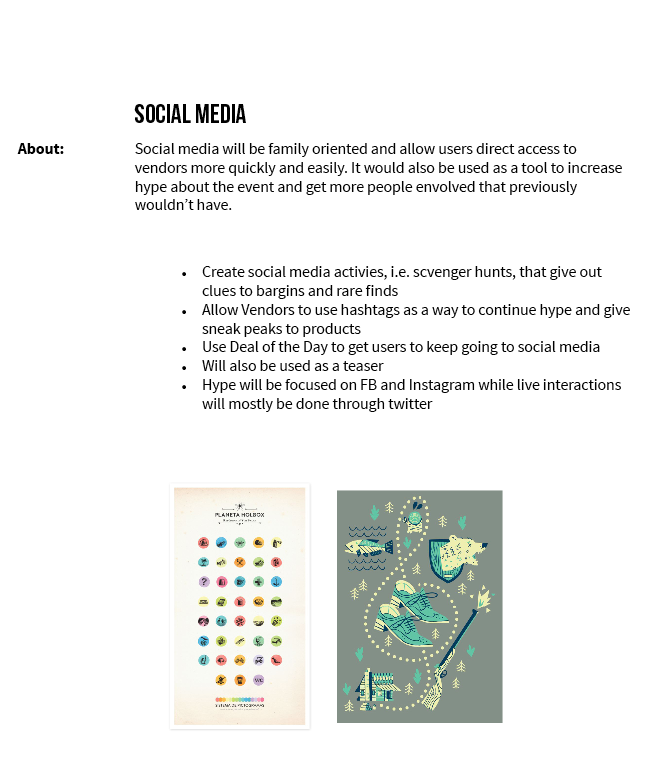 SOCIAL MEDIA
About:
Social media will be family oriented and allow users direct access to
vendors more quickly and easily. It would also be used as a tool to increase
hype about the event and get more people envolved that previously
wouldn’t have.
• Create social media activies, i.e. scvenger hunts, that give out
clues to bargins and rare finds
• Allow Vendors to use hashtags as a way to continue hype and give
sneak peaks to products
• Use Deal of the Day to get users to keep going to social media
• Will also be used as a teaser
• Hype will be focused on FB and Instagram while live interactions
will mostly be done through twitter
PLANETA HOLBOX
?
SISTEMA DE PICTOGRAMAS